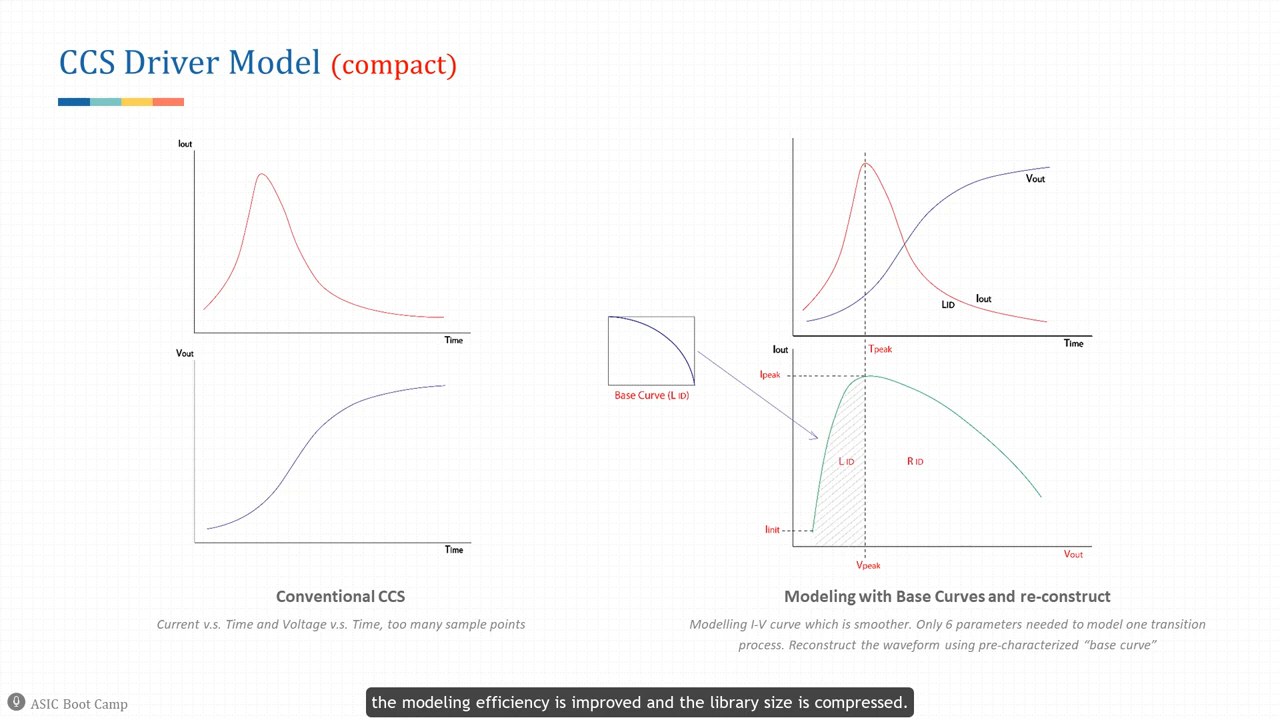 CCS Driver Model (compact)
Iout
Time
Vout
Time
Conventional CCS
Current v.s. Time and Voltage v.s. Time, too many sample points
Base Curve (L ID)
Vout
LID
Iout
Time
Tpeak
Iout
Ipeak
L ID
R ID
Iinit
Vout
Vpeak
Modeling with Base Curves and re-construct
Modelling I-V curve which is smoother. Only 6 parameters needed to model one transition
process. Reconstruct the waveform using pre-characterized “base curve”
ASIC Boot Camp
the modeling efficiency is improved and the library size is compressed.